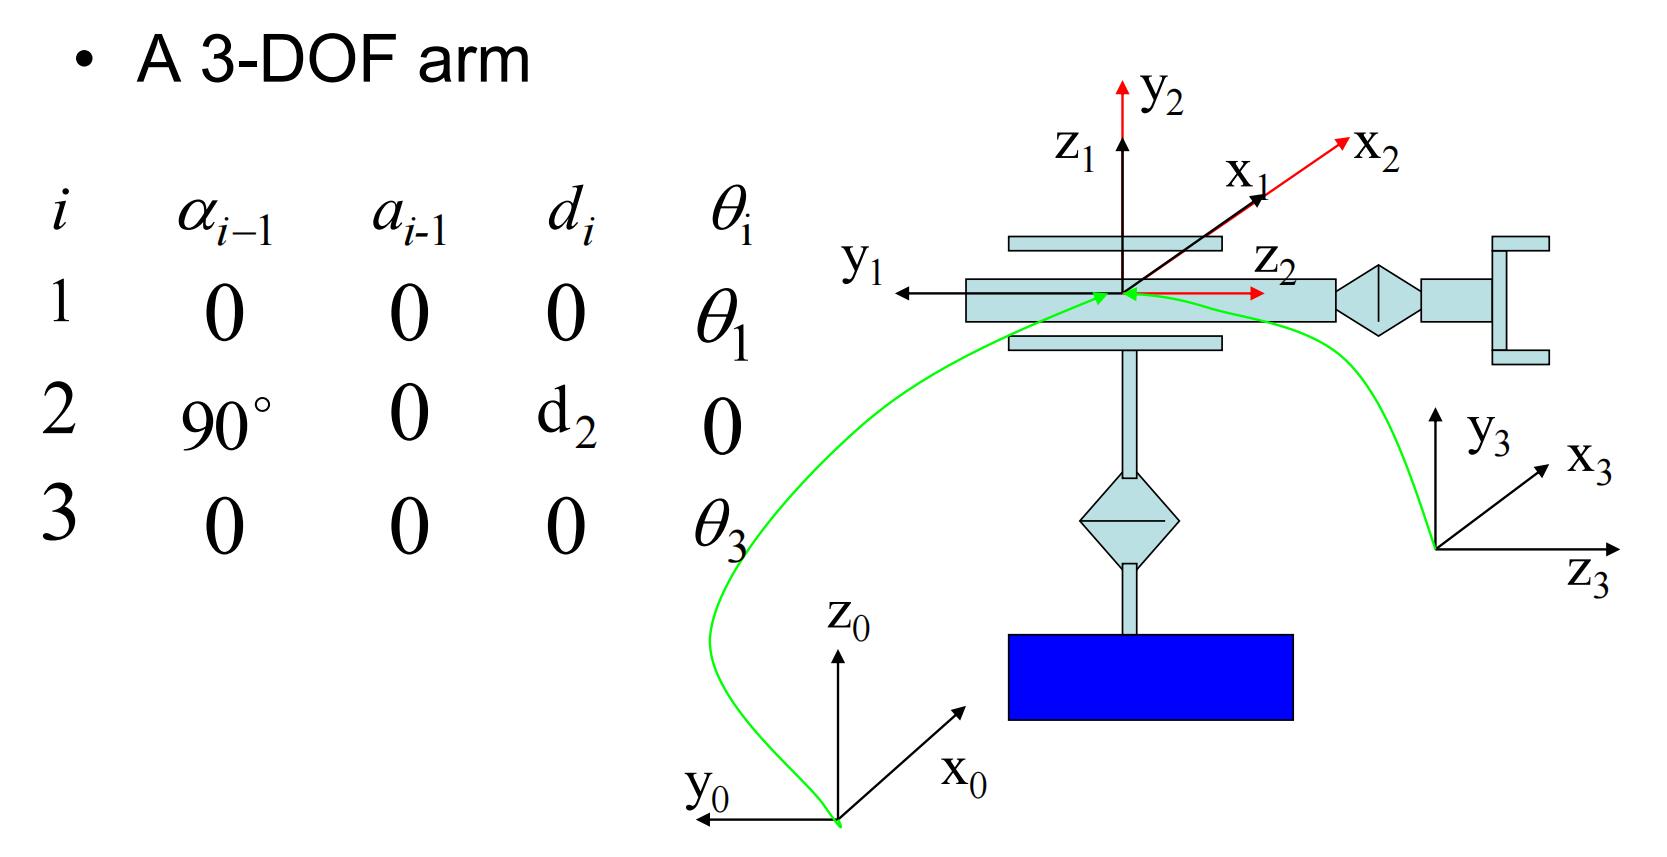 • A 3-DOF arm
i αᵢ₋₁ aᵢ₋₁ dᵢ θᵢ
1 0 0 0 θ₁
2 90° 0 d₂ 0
3 0 0 0 θ₃
y₂
z₁
x₂
x₁
y₁
z₂
y₃
x₃
z₃
z₀
x₀
y₀